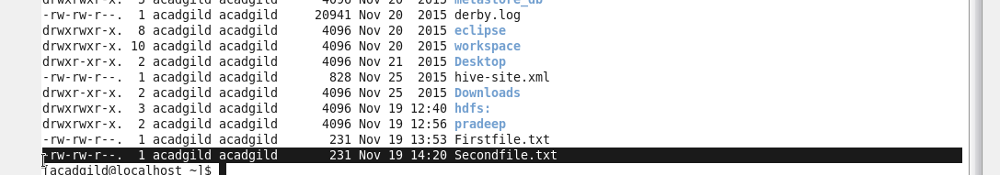 drwxrwxr-x. 5 acadgild acadgild 4096 Nov 20 2015 metastore_db
-rw-rw-r--. 1 acadgild acadgild 20941 Nov 20 2015 derby.log
drwxrwxr-x. 8 acadgild acadgild 4096 Nov 20 2015 eclipse
drwxrwxr-x. 10 acadgild acadgild 4096 Nov 20 2015 workspace
drwxr-xr-x. 2 acadgild acadgild 4096 Nov 21 2015 Desktop
-rw-rw-r--. 1 acadgild acadgild 828 Nov 25 2015 hive-site.xml
drwxr-xr-x. 2 acadgild acadgild 4096 Nov 25 2015 Downloads
drwxrwxr-x. 3 acadgild acadgild 4096 Nov 19 12:40 hdfs:
drwxrwxr-x. 2 acadgild acadgild 4096 Nov 19 12:56 pradeep
-rw-rw-r--. 1 acadgild acadgild 231 Nov 19 13:53 Firstfile.txt
-rw-rw-r--. 1 acadgild acadgild 231 Nov 19 14:20 Secondfile.txt
[acadgild@localhost ~]$